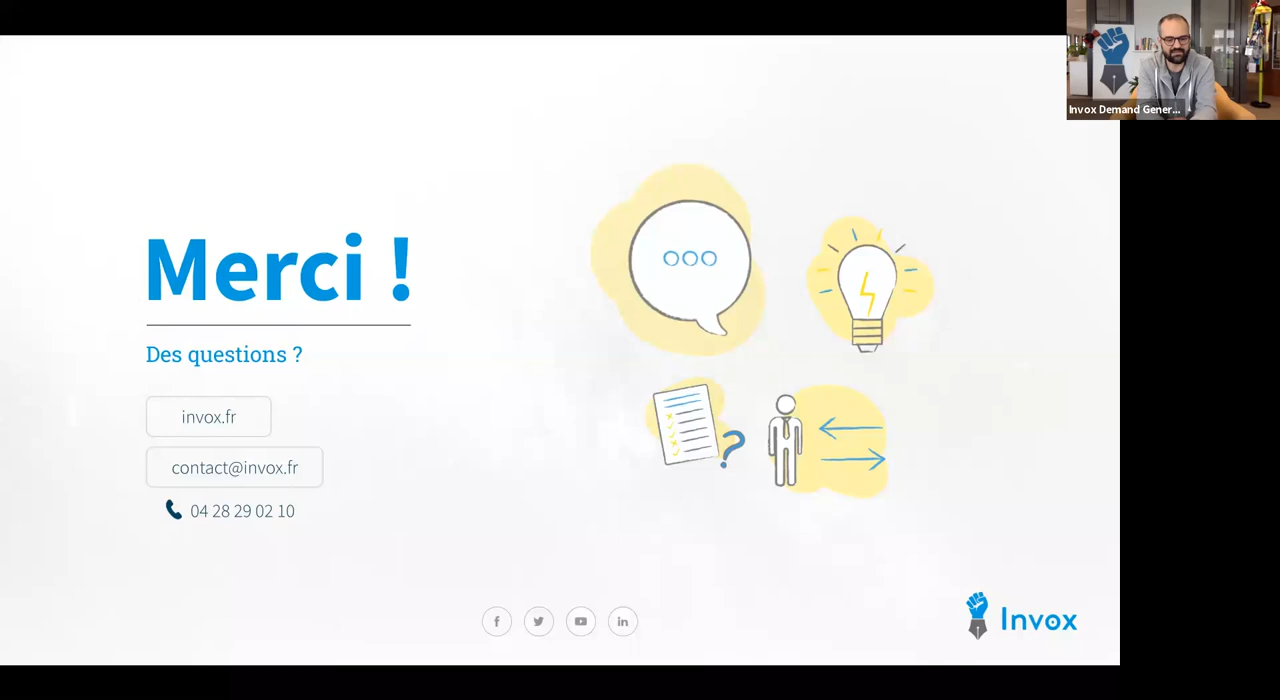 Invox Demand Gener...
Merci !
Des questions ?
invox.fr
contact@invox.fr
04 28 29 02 10
Invox